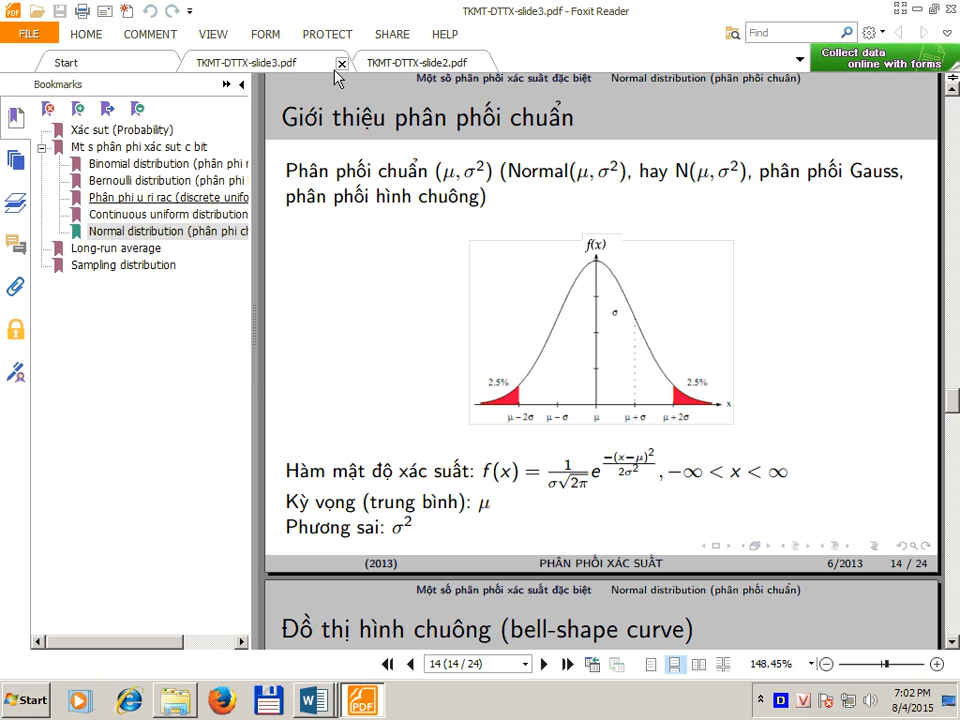 TKMT-DTTX-slide3.pdf - Foxit Reader
FILE HOME COMMENT VIEW FORM PROTECT SHARE HELP
Find
Start
TKMT-DTTX-slide3.pdf
TKMT-DTTX-slide2.pdf
Collect data
online with forms
Bookmarks
Xác sut (Probability)
Mt s phân phi xác sut c bit
Binomial distribution (phân phi
Bernoulli distribution (phân phi
Phân phi u ri rac (discrete unifo
Continuous uniform distribution
Normal distribution (phân phi ch
Long-run average
Sampling distribution
Một số phân phối xác suất đặc biệt Normal distribution (phân phối chuẩn)
Giới thiệu phân phối chuẩn
Phân phối chuẩn (μ, σ²) (Normal(μ, σ²), hay N(μ, σ²), phân phối Gauss,
phân phối hình chuông)
f(x)
σ
2.5% 2.5%
x
μ − 2σ μ − σ μ μ + σ μ + 2σ
Hàm mật độ xác suất: f(x) = 1/(σ√2π) e^(−(x−μ)²/2σ²), −∞ < x < ∞
Kỳ vọng (trung bình): μ
Phương sai: σ²
(2013) PHÂN PHỐI XÁC SUẤT 6/2013 14 / 24
Một số phân phối xác suất đặc biệt Normal distribution (phân phối chuẩn)
Đồ thị hình chuông (bell-shape curve)
14 (14 / 24)
148.45%
Start
PDF
D
V
7:02 PM
8/4/2015